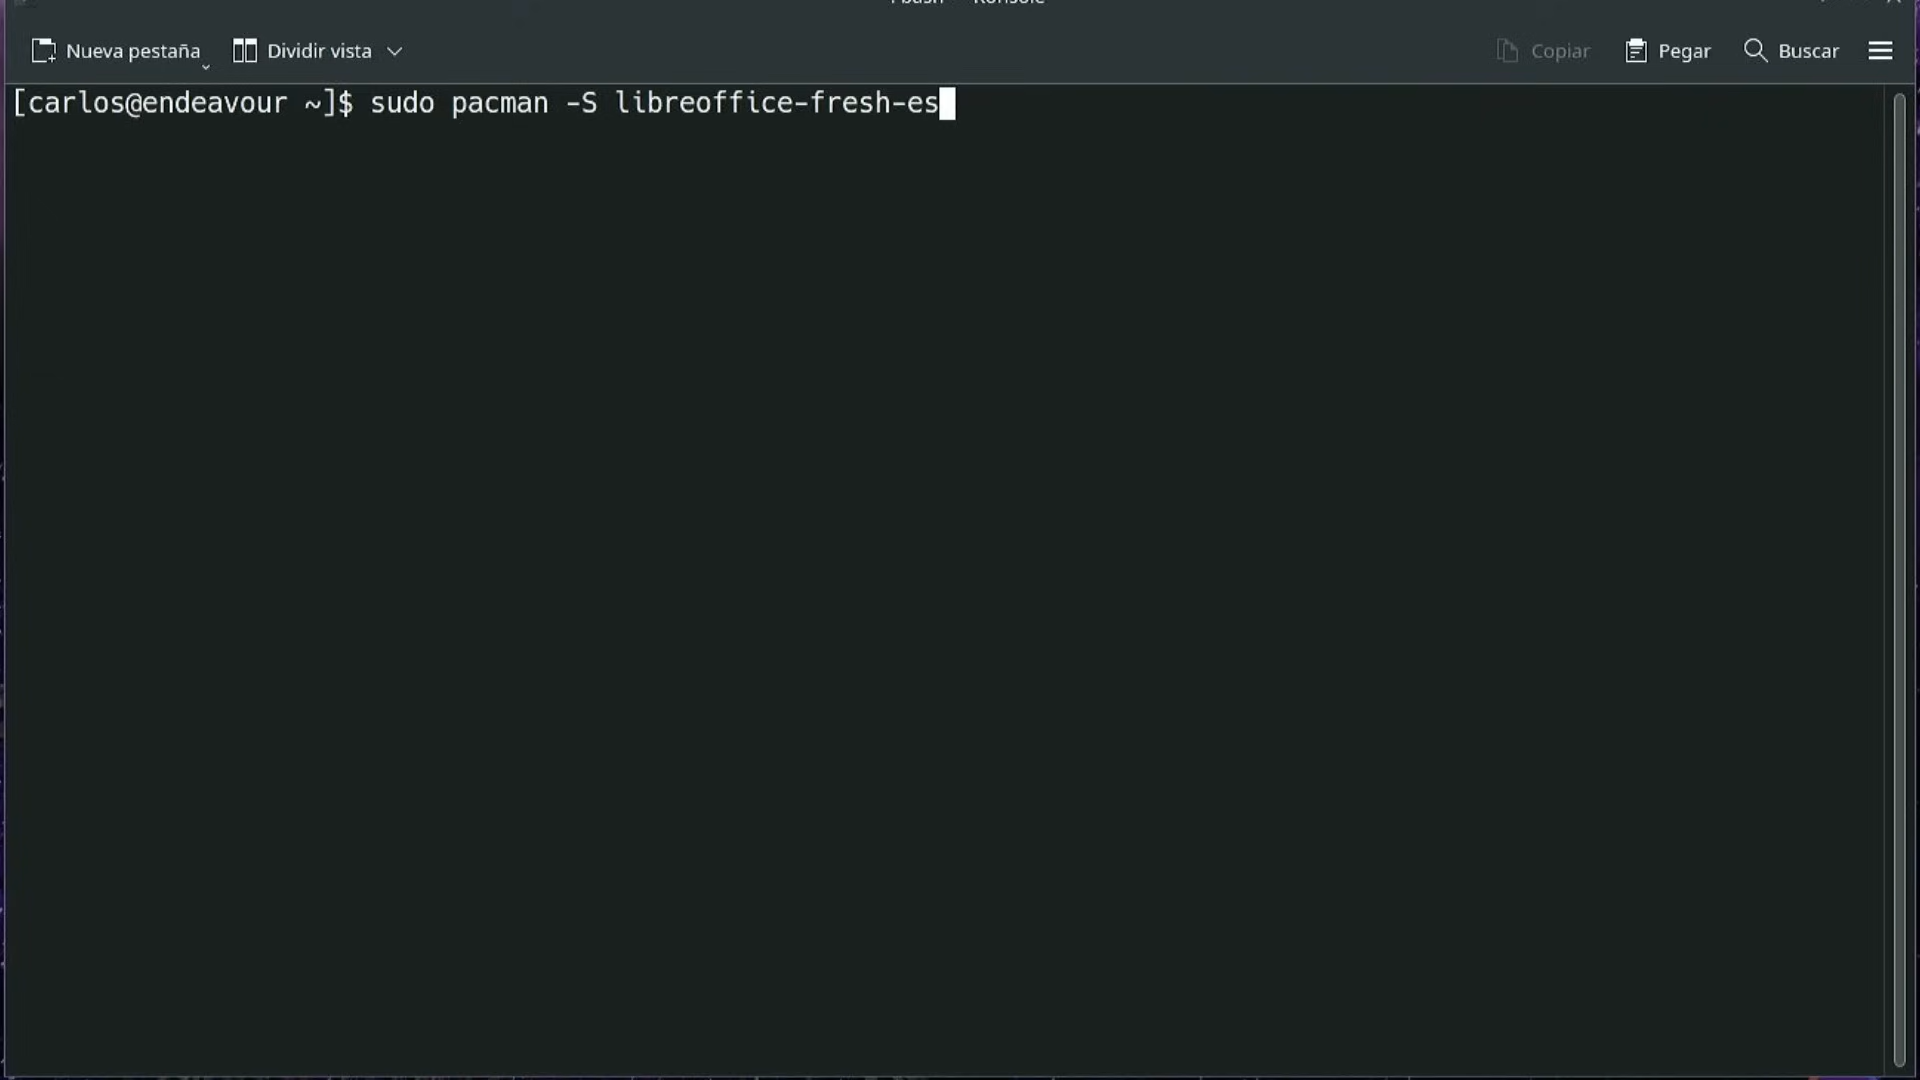 Nueva pestaña Dividir vista Copiar Pegar Buscar
[carlos@endeavour ~]$ sudo pacman -S libreoffice-fresh-es